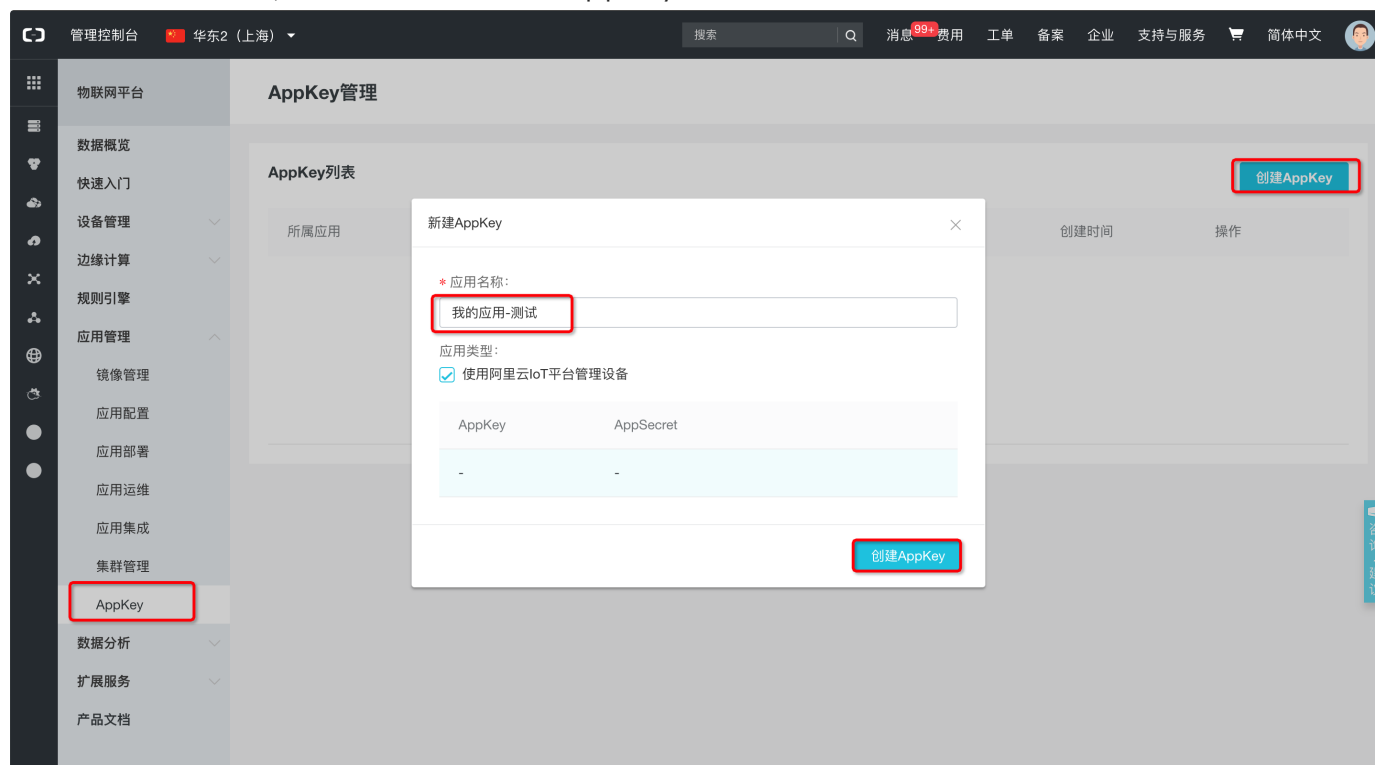 管理控制台 华东2（上海） 搜索 消息 99+ 费用 工单 备案 企业 支持与服务 简体中文
物联网平台
数据概览
快速入门
设备管理
边缘计算
规则引擎
应用管理
镜像管理
应用配置
应用部署
应用运维
应用集成
集群管理
AppKey
数据分析
扩展服务
产品文档
AppKey管理
AppKey列表
创建AppKey
所属应用 创建时间 操作
新建AppKey
* 应用名称：
我的应用-测试
应用类型：
使用阿里云IoT平台管理设备
AppKey AppSecret
- -
创建AppKey